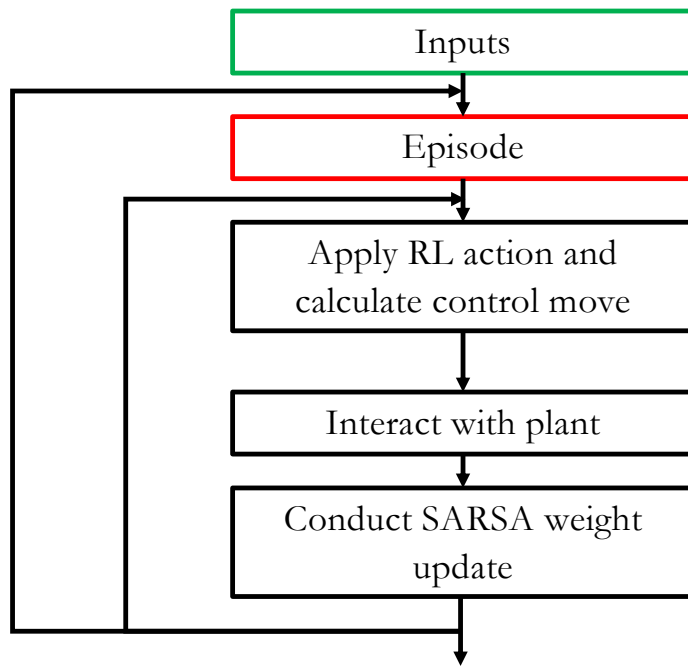 Inputs
Episode
Apply RL action and
calculate control move
Interact with plant
Conduct SARSA weight
update